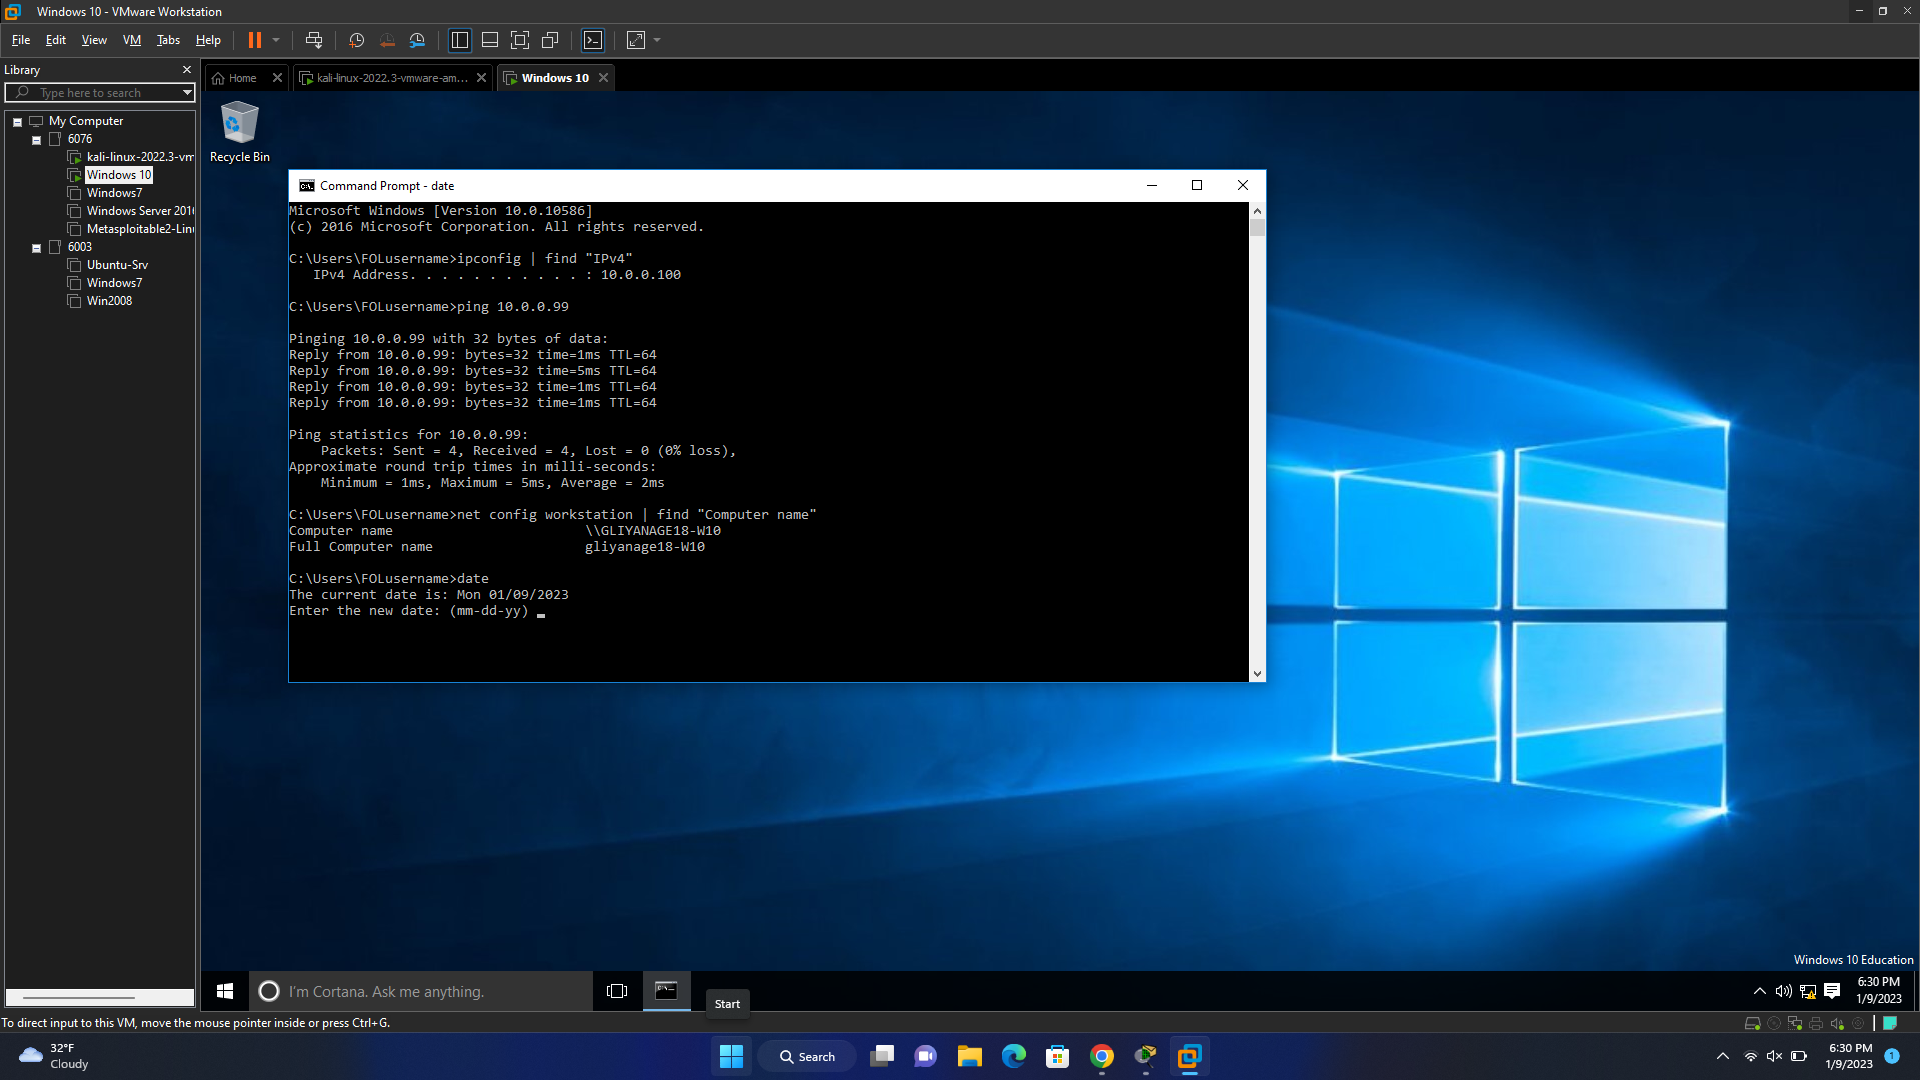 Windows 10 - VMware Workstation
File Edit View VM Tabs Help
Library
Type here to search
My Computer
6076
kali-linux-2022.3-vm
Windows 10
Windows7
Windows Server 2016
Metasploitable2-Linu
6003
Ubuntu-Srv
Windows7
Win2008
Home
kali-linux-2022.3-vmware-am...
Windows 10
Recycle Bin
Command Prompt - date
Microsoft Windows [Version 10.0.10586]
(c) 2016 Microsoft Corporation. All rights reserved.
C:\Users\FOLusername>ipconfig | find "IPv4"
IPv4 Address. . . . . . . . . . . : 10.0.0.100
C:\Users\FOLusername>ping 10.0.0.99
Pinging 10.0.0.99 with 32 bytes of data:
Reply from 10.0.0.99: bytes=32 time=1ms TTL=64
Reply from 10.0.0.99: bytes=32 time=5ms TTL=64
Reply from 10.0.0.99: bytes=32 time=1ms TTL=64
Reply from 10.0.0.99: bytes=32 time=1ms TTL=64
Ping statistics for 10.0.0.99:
Packets: Sent = 4, Received = 4, Lost = 0 (0% loss),
Approximate round trip times in milli-seconds:
Minimum = 1ms, Maximum = 5ms, Average = 2ms
C:\Users\FOLusername>net config workstation | find "Computer name"
Computer name \\GLIYANAGE18-W10
Full Computer name gliyanage18-W10
C:\Users\FOLusername>date
The current date is: Mon 01/09/2023
Enter the new date: (mm-dd-yy)
Windows 10 Education
I'm Cortana. Ask me anything.
Start
6:30 PM
1/9/2023
To direct input to this VM, move the mouse pointer inside or press Ctrl+G.
32°F
Cloudy
Search
6:30 PM
1/9/2023
1